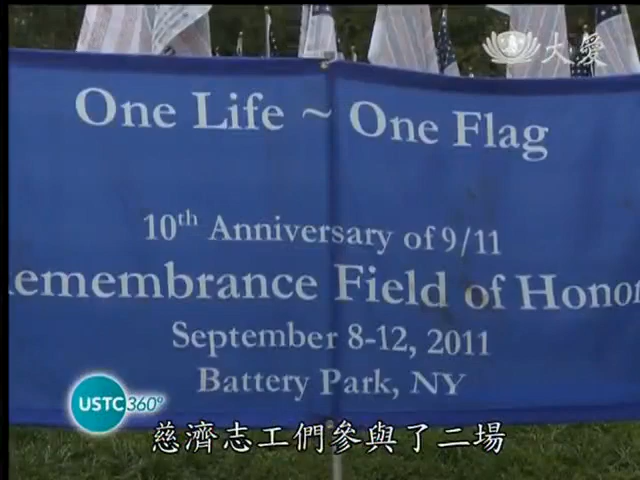 大愛
One Life ~ One Flag
10th Anniversary of 9/11
emembrance Field of Honor
September 8-12, 2011
Battery Park, NY
USTC360°
慈濟志工們參與了二場